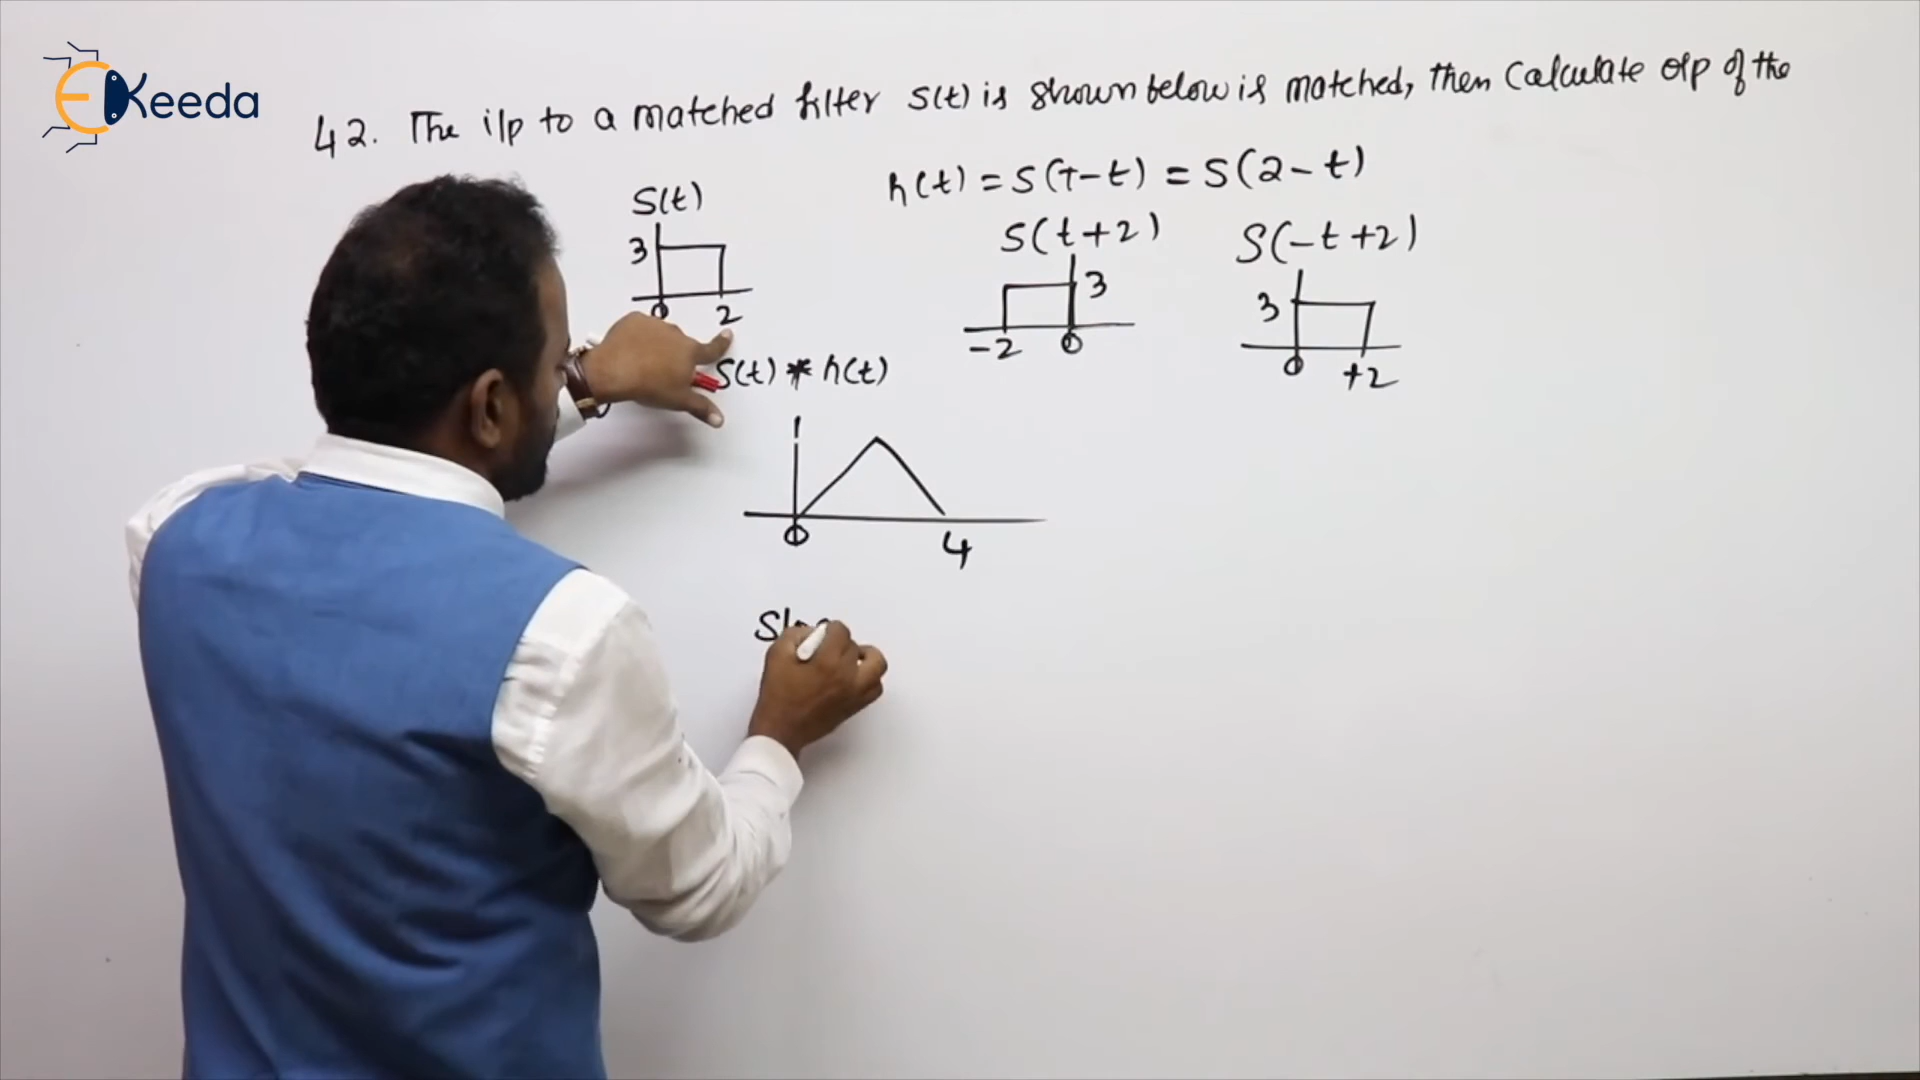 EKeeda
42. The i/p to a matched filter S(t) is shown below is matched, then Calculate o/p of the
h(t) = S(T-t) = S(2-t)
S(t)
3
0 2
S(t+2)
3
-2 0
S(-t+2)
3
0 +2
S(t) * h(t)
0 4